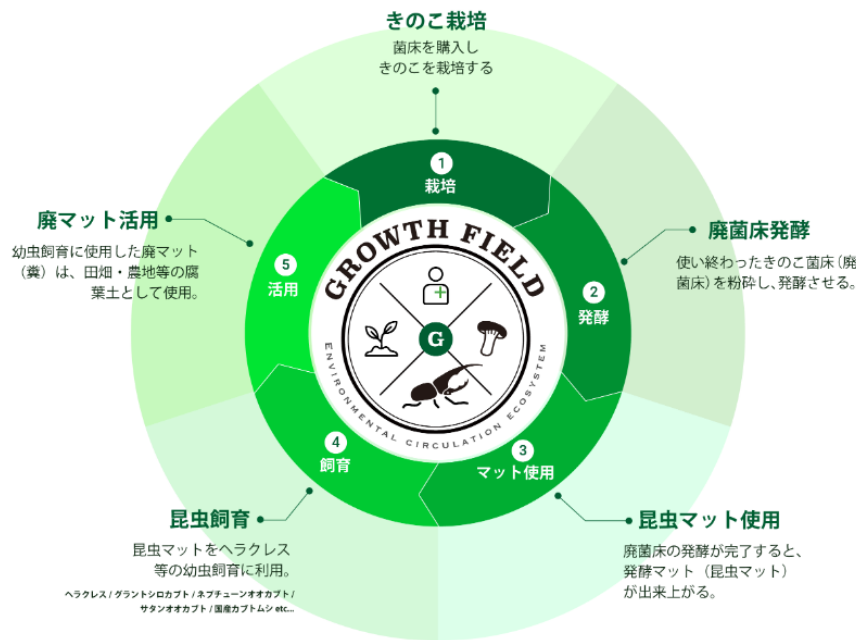 きのこ栽培
菌床を購入し
きのこを栽培する
1
栽培
廃菌床発酵
使い終わったきのこ菌床(廃
菌床)を粉砕し、発酵させる。
2
発酵
昆虫マット使用
廃菌床の発酵が完了すると、
発酵マット（昆虫マット）
が出来上がる。
3
マット使用
昆虫飼育
昆虫マットをヘラクレス
等の幼虫飼育に利用。
ヘラクレス / グラントシロカブト / ネプチューンオオカブト /
サタンオオカブト / 国産カブトムシ etc...
4
飼育
廃マット活用
幼虫飼育に使用した廃マット
（糞）は、田畑・農地等の腐
葉土として使用。
5
活用
GROWTH FIELD
G
ENVIRONMENTAL CIRCULATION ECOSYSTEM